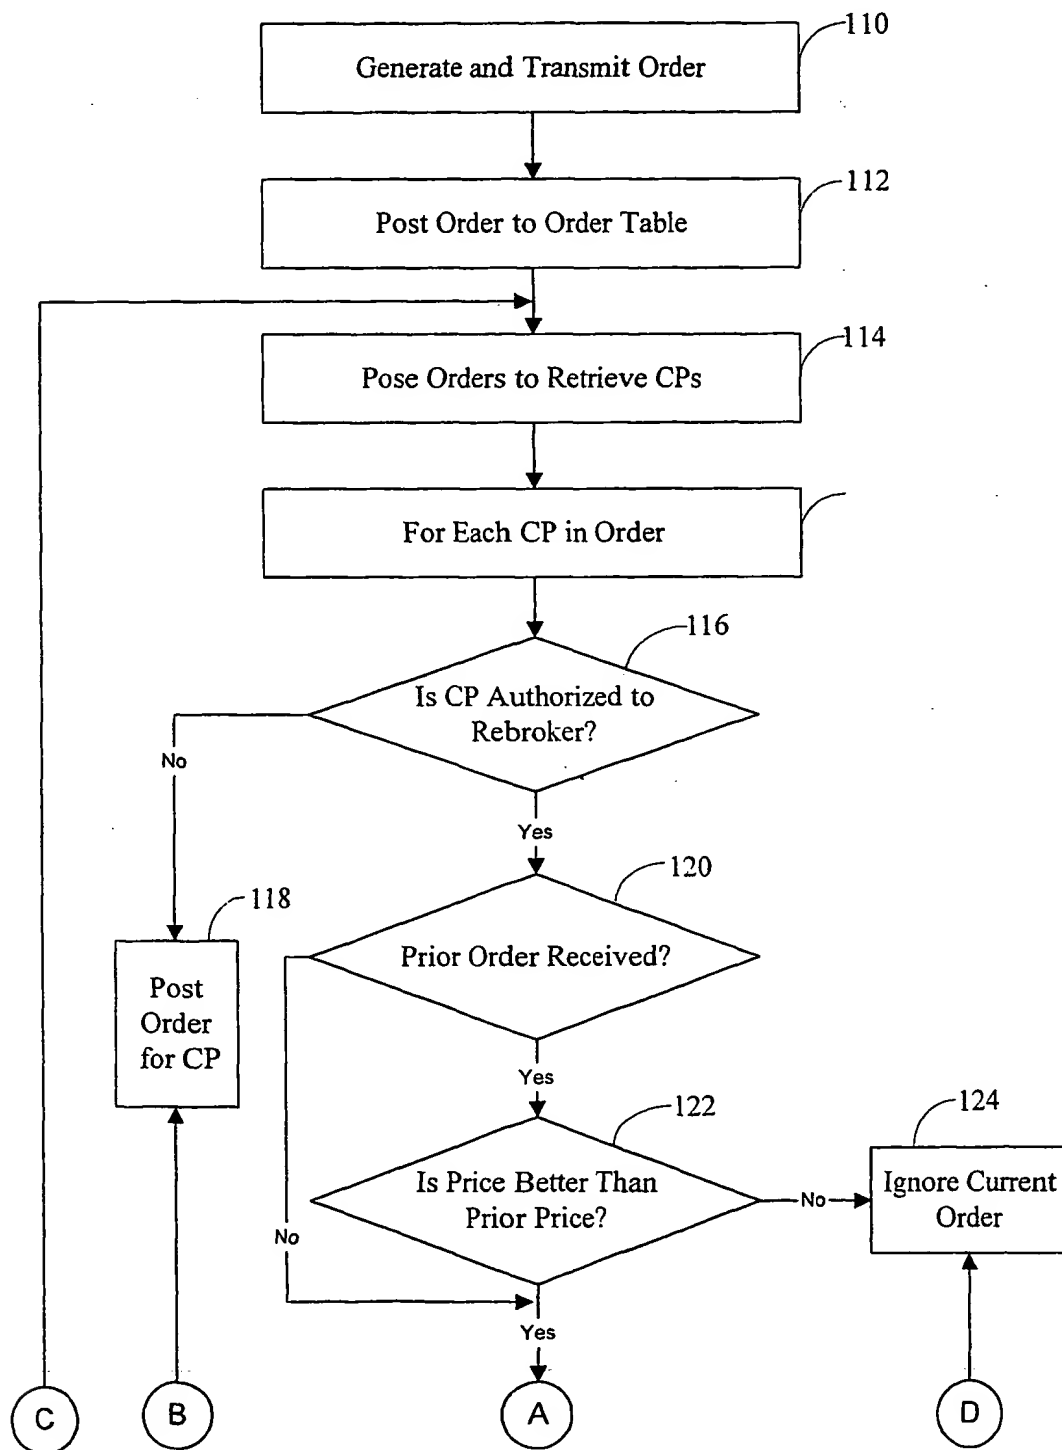 110
Generate and Transmit Order
112
Post Order to Order Table
114
Pose Orders to Retrieve CPs
For Each CP in Order
116
Is CP Authorized to
Rebroker?
No
Yes
120
Prior Order Received?
118
Post
Order
for CP
Yes
122
Is Price Better Than
Prior Price?
No
124
Ignore Current
Order
No
Yes
C
B
A
D